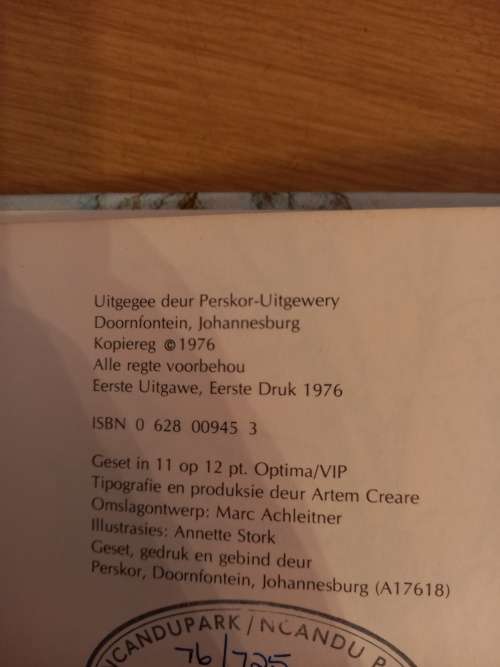 Uitgegee deur Perskor-Uitgewery
Doornfontein, Johannesburg
Kopiereg ©1976
Alle regte voorbehou
Eerste Uitgawe, Eerste Druk 1976
ISBN 0 628 00945 3
Geset in 11 op 12 pt. Optima/VIP
Tipografie en produksie deur Artem Creare
Omslagontwerp: Marc Achleitner
Illustrasies: Annette Stork
Geset, gedruk en gebind deur
Perskor, Doornfontein, Johannesburg (A17618)
NCANDUPARK / NCANDU P
76/725